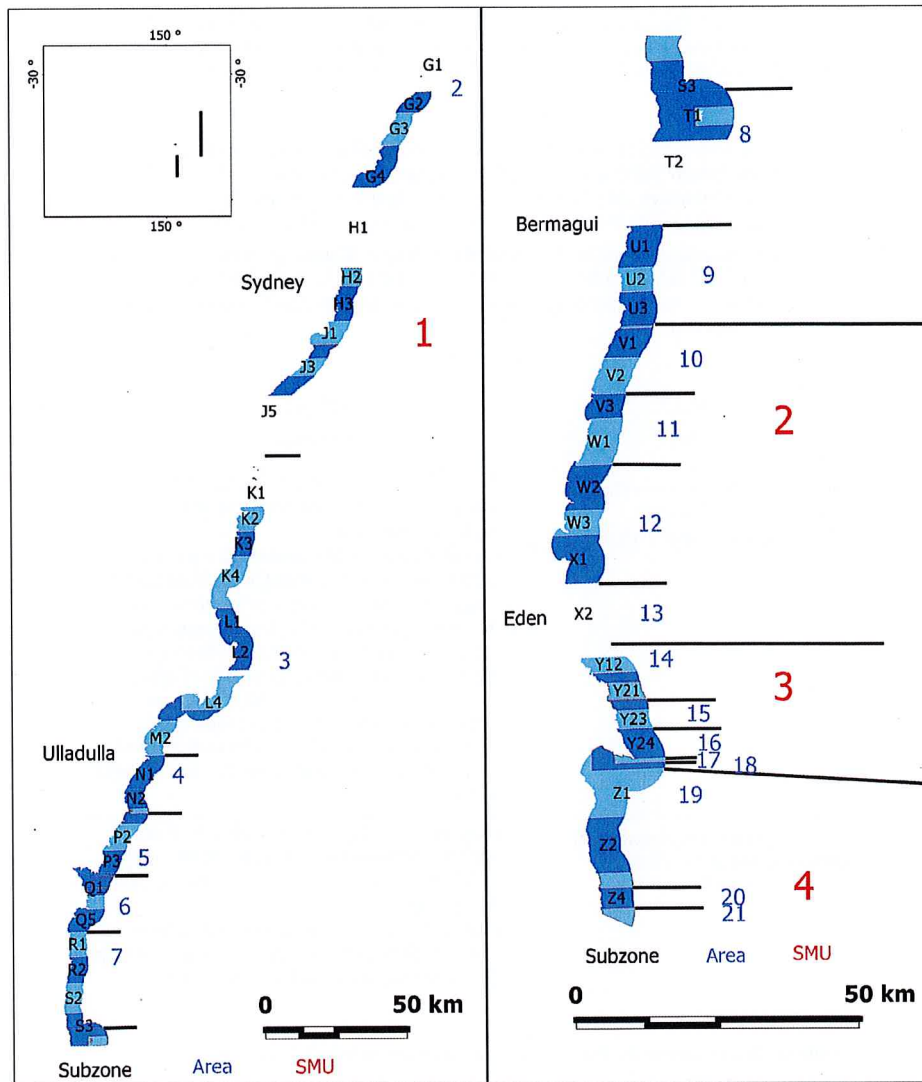 150 °
-30 °
-30 °
150 °
G1
2
G2
G3
G4
H1
Sydney
H2
H3
1
J1
J3
J5
K1
K2
K3
K4
L1
L2
3
L4
M2
Ulladulla
N1
4
N2
P2
P3
5
Q1
6
Q5
R1
7
R2
S2
S3
0 50 km
Subzone Area SMU
S3
T1
8
T2
Bermagui
U1
U2
9
U3
V1
10
V2
V3
2
W1
11
W2
W3
12
X1
Eden
X2
13
Y12
14
Y21
3
Y23
15
Y24
16
17
18
Z1
19
Z2
4
Z4
20
21
Subzone Area SMU
0 50 km